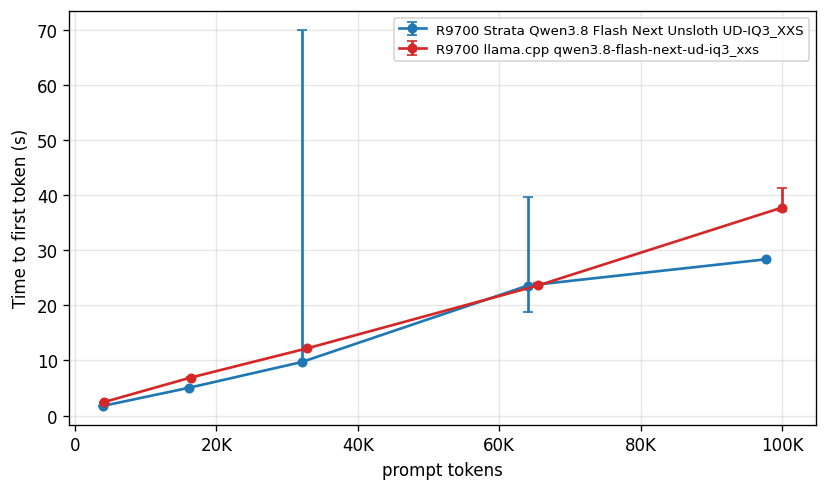 R9700 Strata Qwen3.8 Flash Next Unsloth UD-IQ3_XXS
R9700 llama.cpp qwen3.8-flash-next-ud-iq3_xxs
Time to first token (s)
70
60
50
40
30
20
10
0
0 20K 40K 60K 80K 100K
prompt tokens